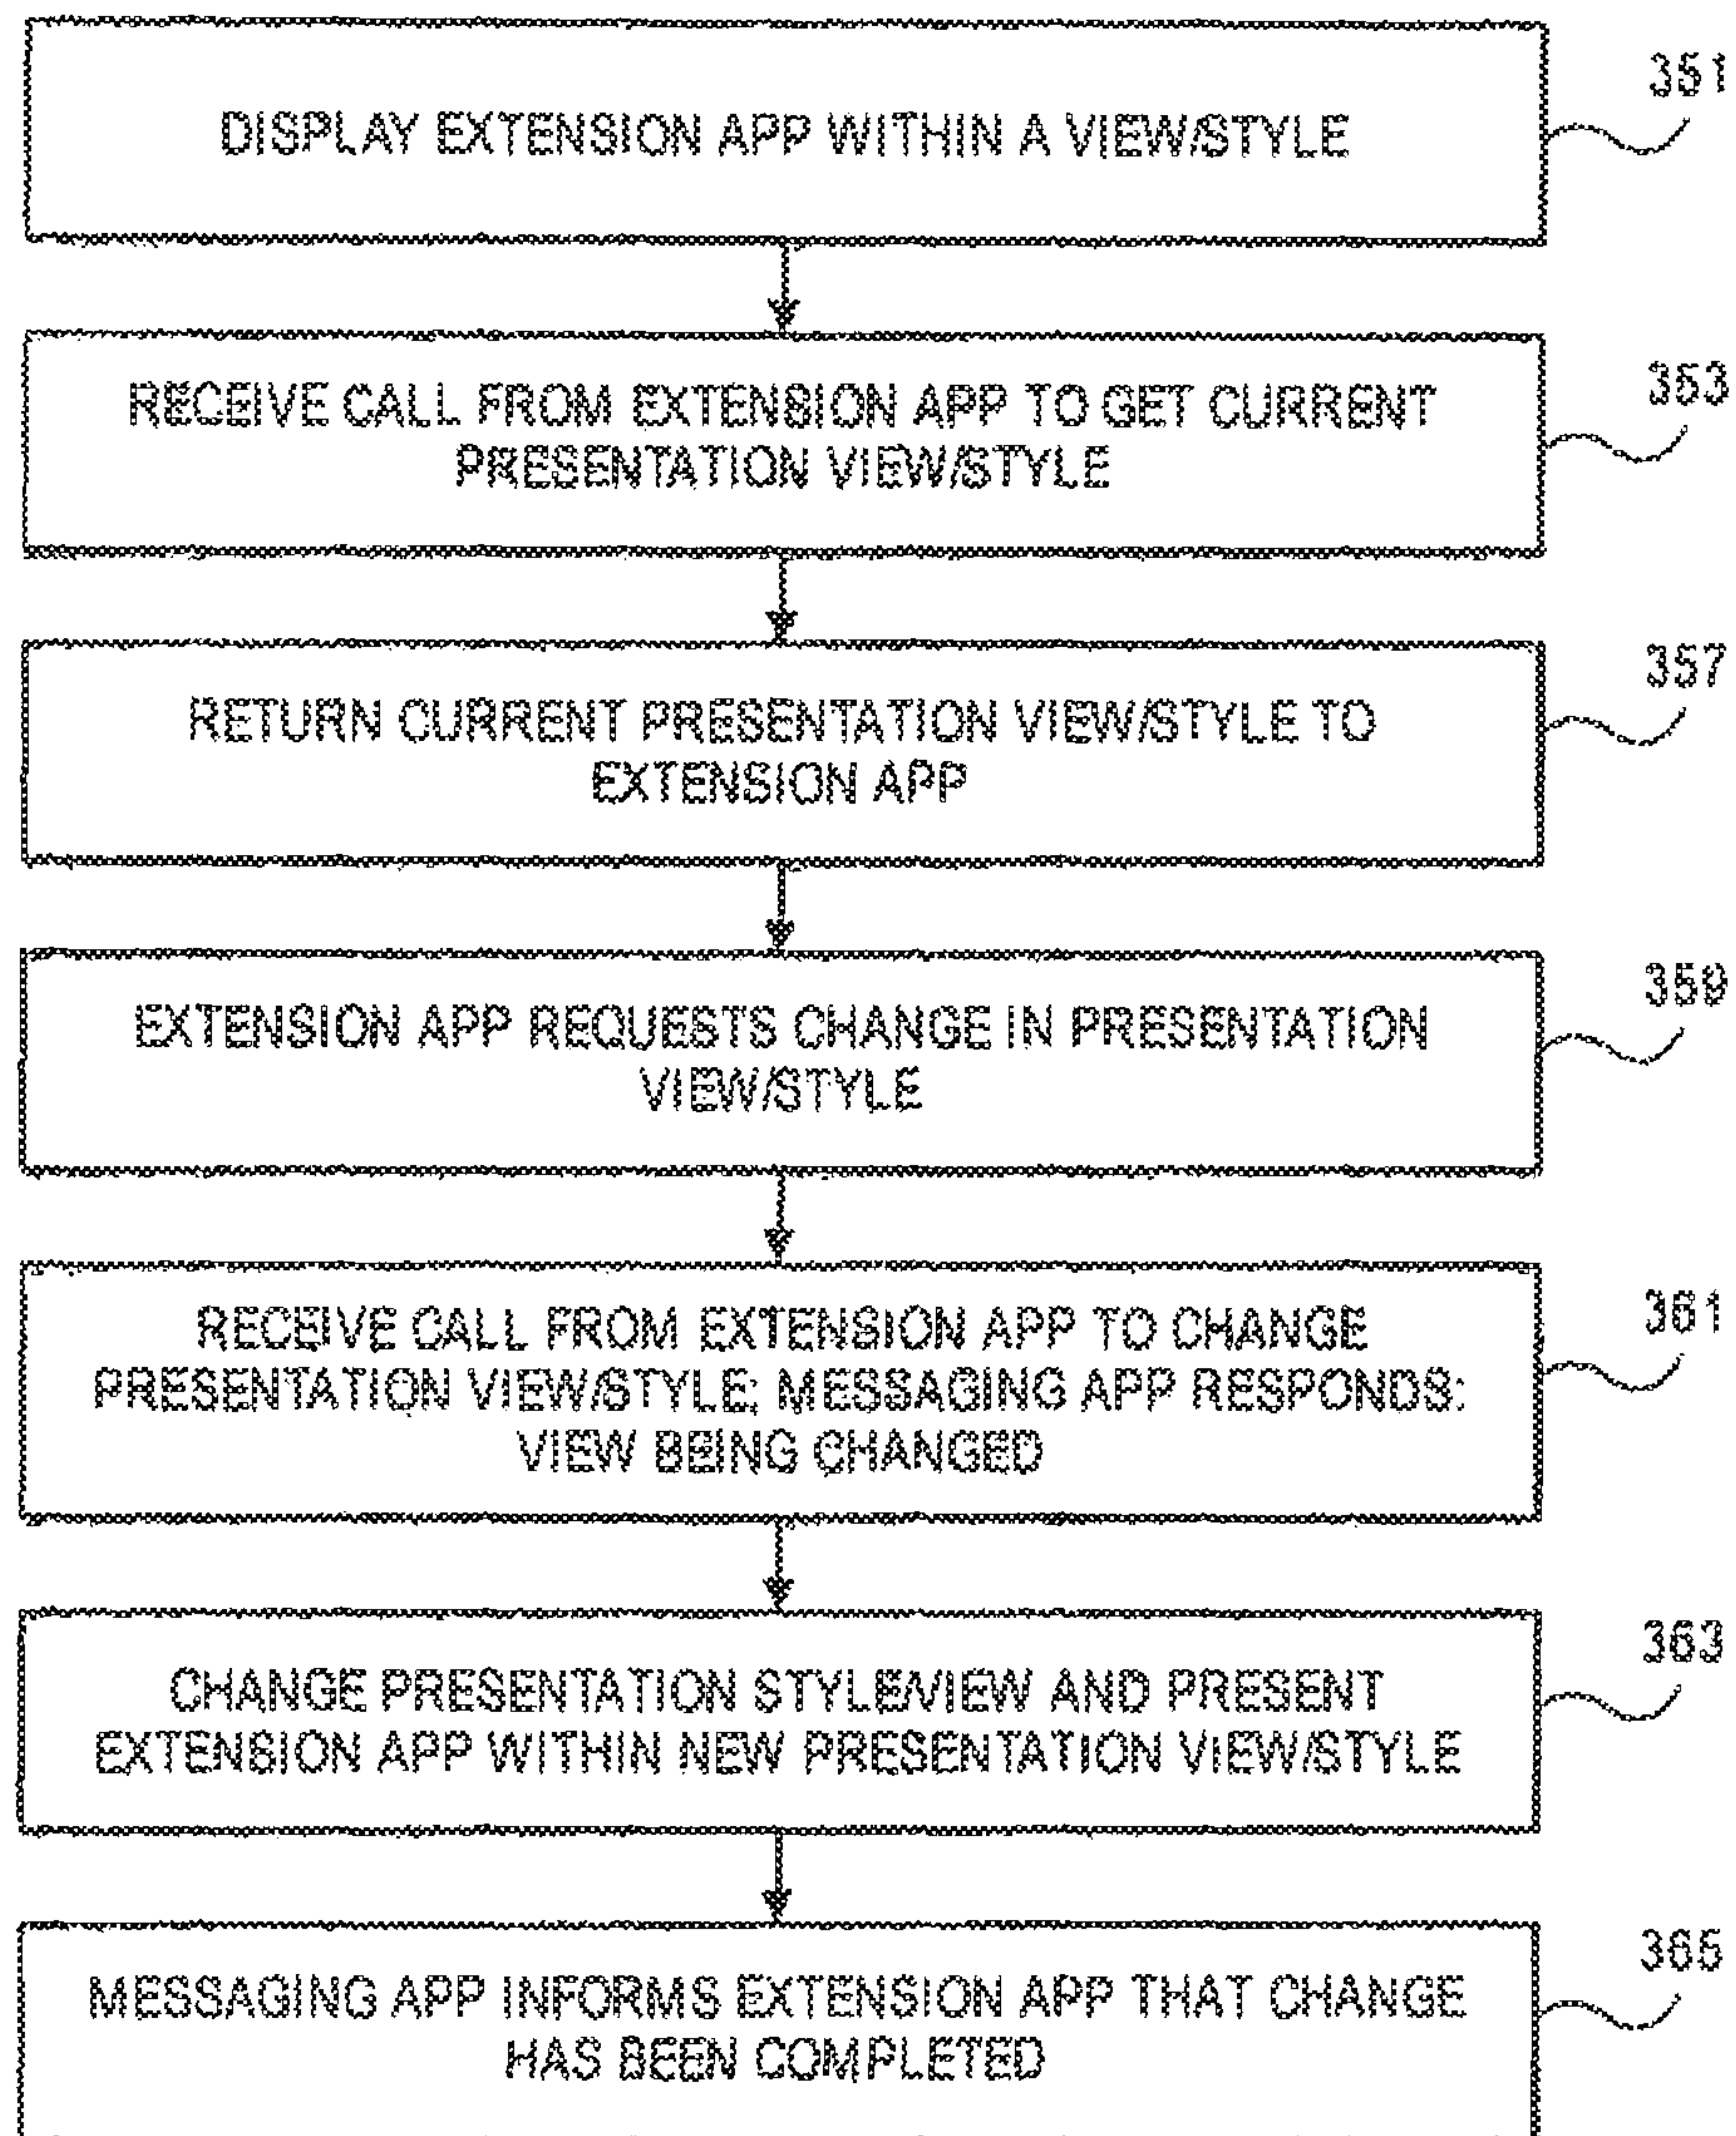 DISPLAY EXTENSION APP WITHIN A VIEW/STYLE
351
RECEIVE CALL FROM EXTENSION APP TO GET CURRENT
PRESENTATION VIEW/STYLE
353
RETURN CURRENT PRESENTATION VIEW/STYLE TO
EXTENSION APP
357
EXTENSION APP REQUESTS CHANGE IN PRESENTATION
VIEW/STYLE
359
RECEIVE CALL FROM EXTENSION APP TO CHANGE
PRESENTATION VIEW/STYLE; MESSAGING APP RESPONDS:
VIEW BEING CHANGED
361
CHANGE PRESENTATION STYLE/VIEW AND PRESENT
EXTENSION APP WITHIN NEW PRESENTATION VIEW/STYLE
363
MESSAGING APP INFORMS EXTENSION APP THAT CHANGE
HAS BEEN COMPLETED
365